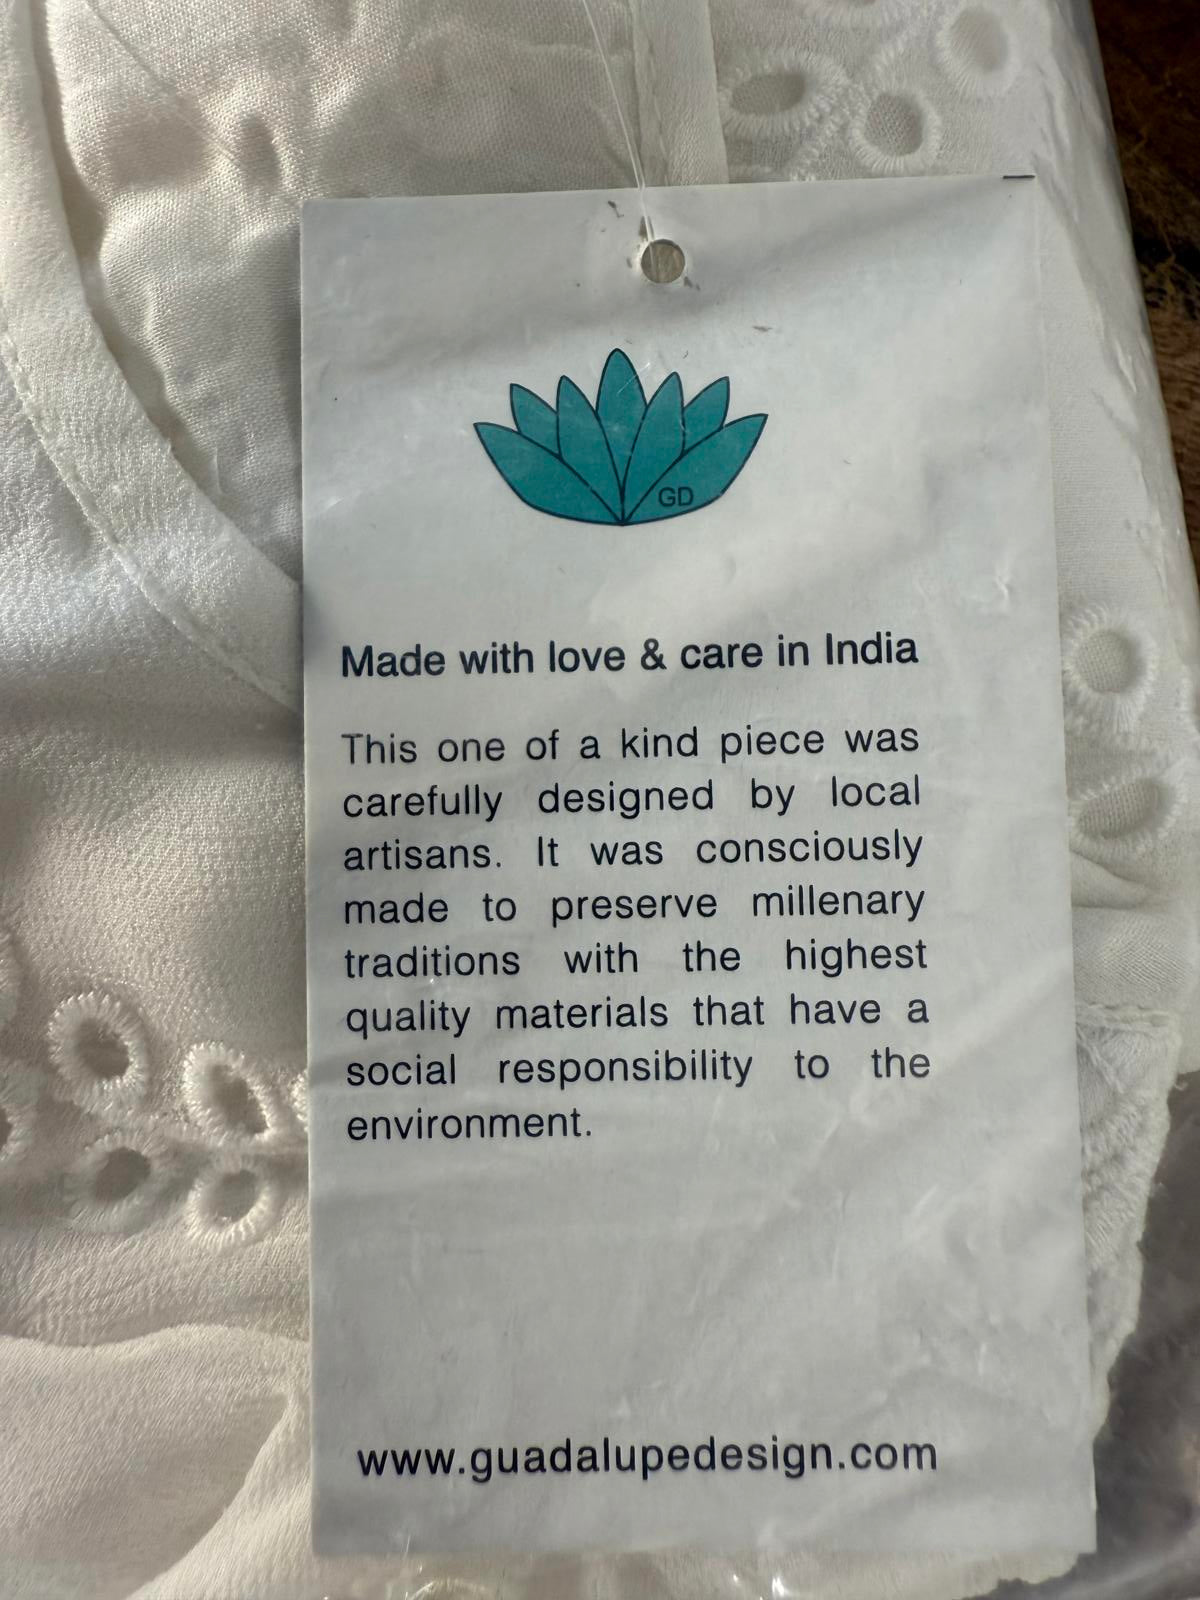 GD
Made with love & care in India
This one of a kind piece was
carefully designed by local
artisans. It was consciously
made to preserve millenary
traditions with the highest
quality materials that have a
social responsibility to the
environment.
www.guadalupedesign.com